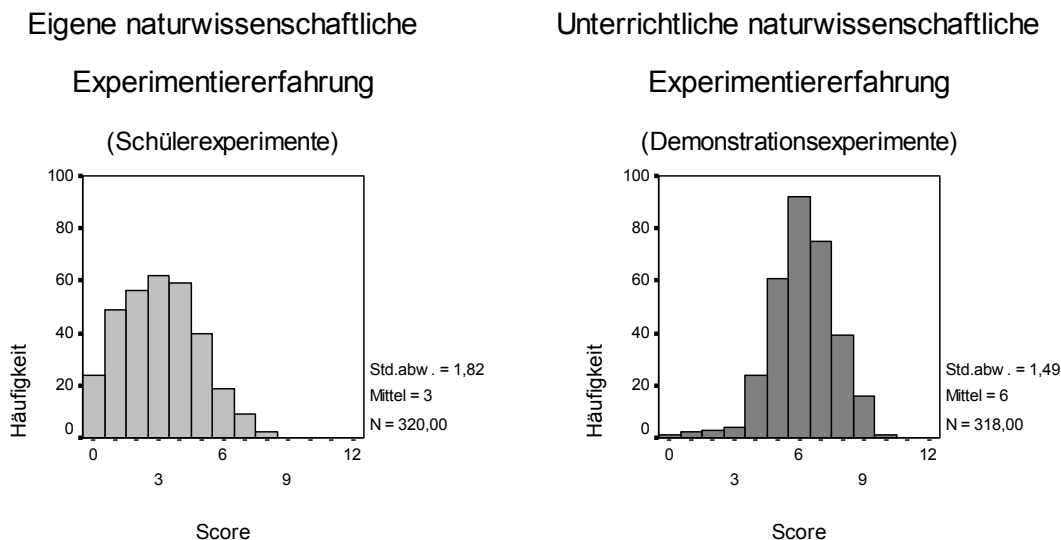 Eigene naturwissenschaftliche
Experimentiererfahrung
(Schülerexperimente)
100
80
60
40
20
0
Häufigkeit
0
3
6
9
12
Score
Std.abw . = 1,82
Mittel = 3
N = 320,00
Unterrichtliche naturwissenschaftliche
Experimentiererfahrung
(Demonstrationsexperimente)
100
80
60
40
20
0
Häufigkeit
0
3
6
9
12
Score
Std.abw . = 1,49
Mittel = 6
N = 318,00